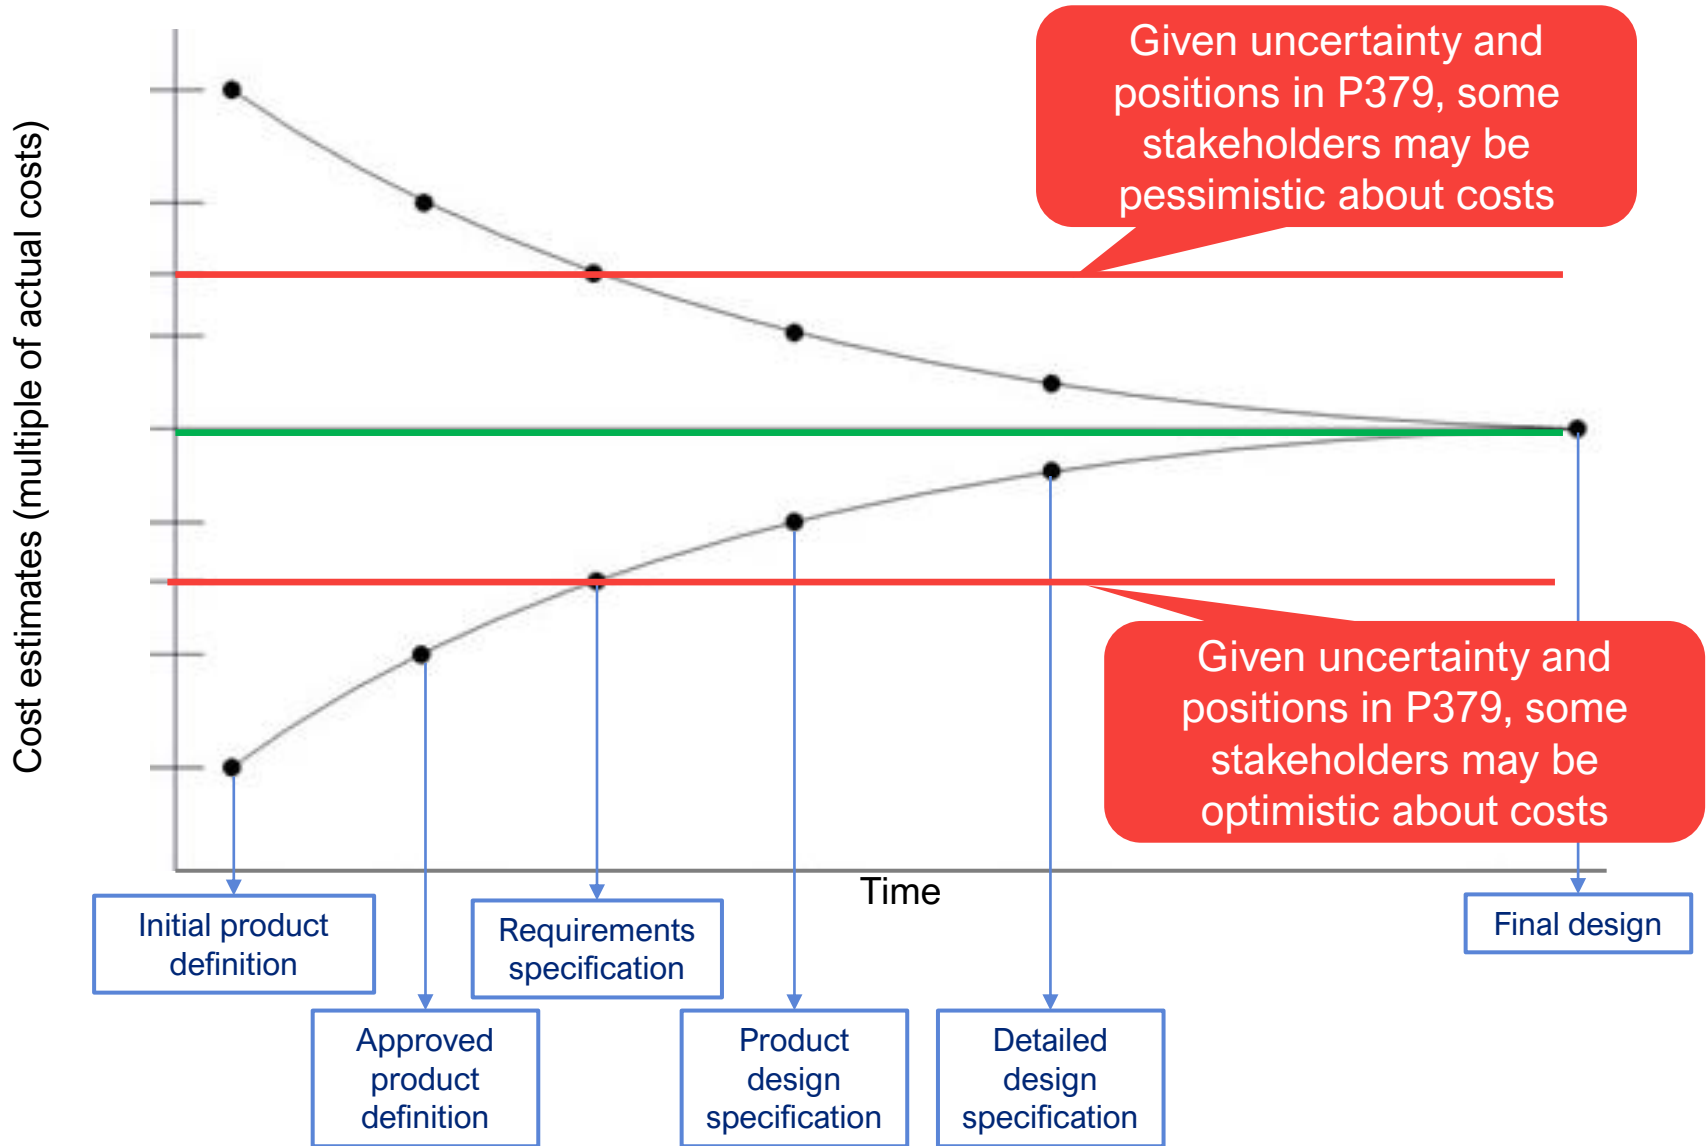 Cost estimates (multiple of actual costs)
Given uncertainty and
positions in P379, some
stakeholders may be
pessimistic about costs
Given uncertainty and
positions in P379, some
stakeholders may be
optimistic about costs
Time
Initial product
definition
Approved
product
definition
Requirements
specification
Product
design
specification
Detailed
design
specification
Final design